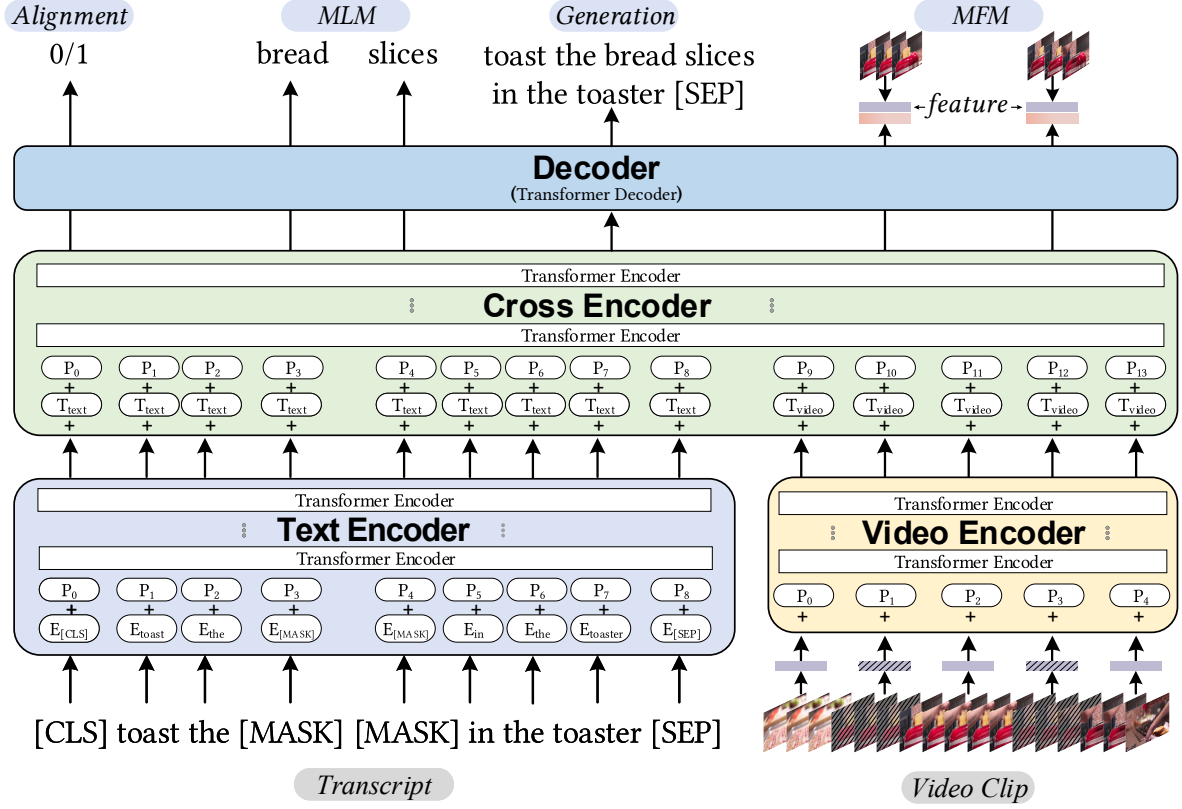 Alignment MLM Generation MFM
0/1 bread slices toast the bread slices
in the toaster [SEP]
feature
Decoder
(Transformer Decoder)
Transformer Encoder
Cross Encoder
Transformer Encoder
P0 P1 P2 P3 P4 P5 P6 P7 P8 P9 P10 P11 P12 P13
+ + + + + + + + + + + + + +
Ttext Ttext Ttext Ttext Ttext Ttext Ttext Ttext Ttext Tvideo Tvideo Tvideo Tvideo Tvideo
+ + + + + + + + + + + + + +
Transformer Encoder
Text Encoder
Transformer Encoder
P0 P1 P2 P3 P4 P5 P6 P7 P8
+ + + + + + + + +
E[CLS] Etoast Ethe E[MASK] E[MASK] Ein Ethe Etoaster E[SEP]
Transformer Encoder
Video Encoder
Transformer Encoder
P0 P1 P2 P3 P4
+ + + + +
[CLS] toast the [MASK] [MASK] in the toaster [SEP]
Transcript
Video Clip